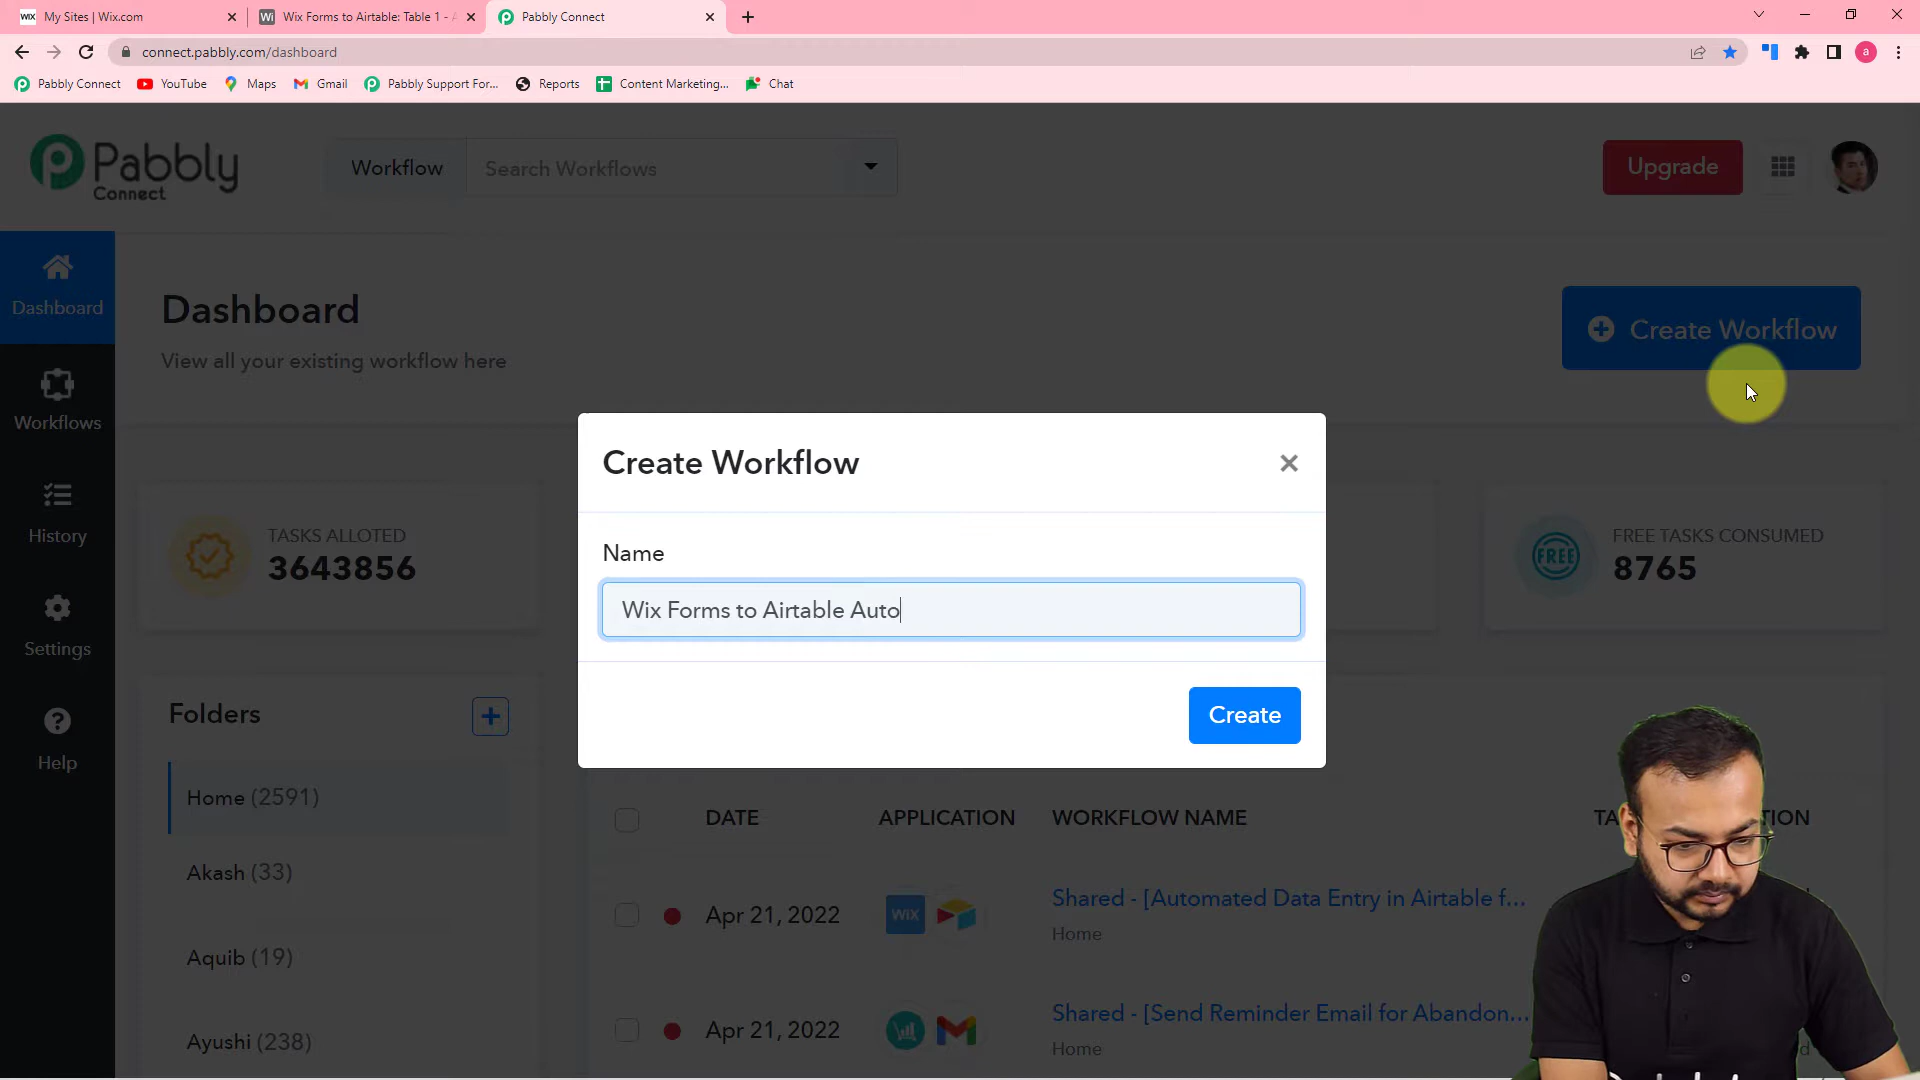 WIX My Sites | Wix.com
Wi Wix Forms to Airtable: Table 1 - A
Pabbly Connect
connect.pabbly.com/dashboard
a
Pabbly Connect YouTube Maps Gmail Pabbly Support For... Reports Content Marketing... Chat
Pabbly
Connect
Workflow Search Workflows
Upgrade
Dashboard
Workflows
History
Settings
Help
Dashboard
View all your existing workflow here
Create Workflow
Create Workflow
Name
Wix Forms to Airtable Auto
Create
TASKS ALLOTED
3643856
FREE
FREE TASKS CONSUMED
8765
Folders
Home (2591)
Akash (33)
Aquib (19)
Ayushi (238)
DATE APPLICATION WORKFLOW NAME
Apr 21, 2022 WiX Shared - [Automated Data Entry in Airtable f...
Home
Apr 21, 2022 Shared - [Send Reminder Email for Abandon...
Home